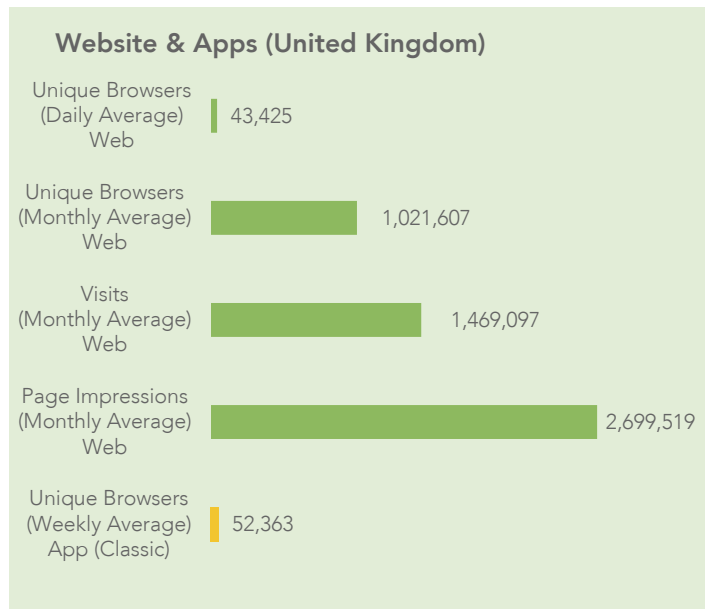 Website & Apps (United Kingdom)
Unique Browsers
(Daily Average)
Web
43,425
Unique Browsers
(Monthly Average)
Web
1,021,607
Visits
(Monthly Average)
Web
1,469,097
Page Impressions
(Monthly Average)
Web
2,699,519
Unique Browsers
(Weekly Average)
App (Classic)
52,363